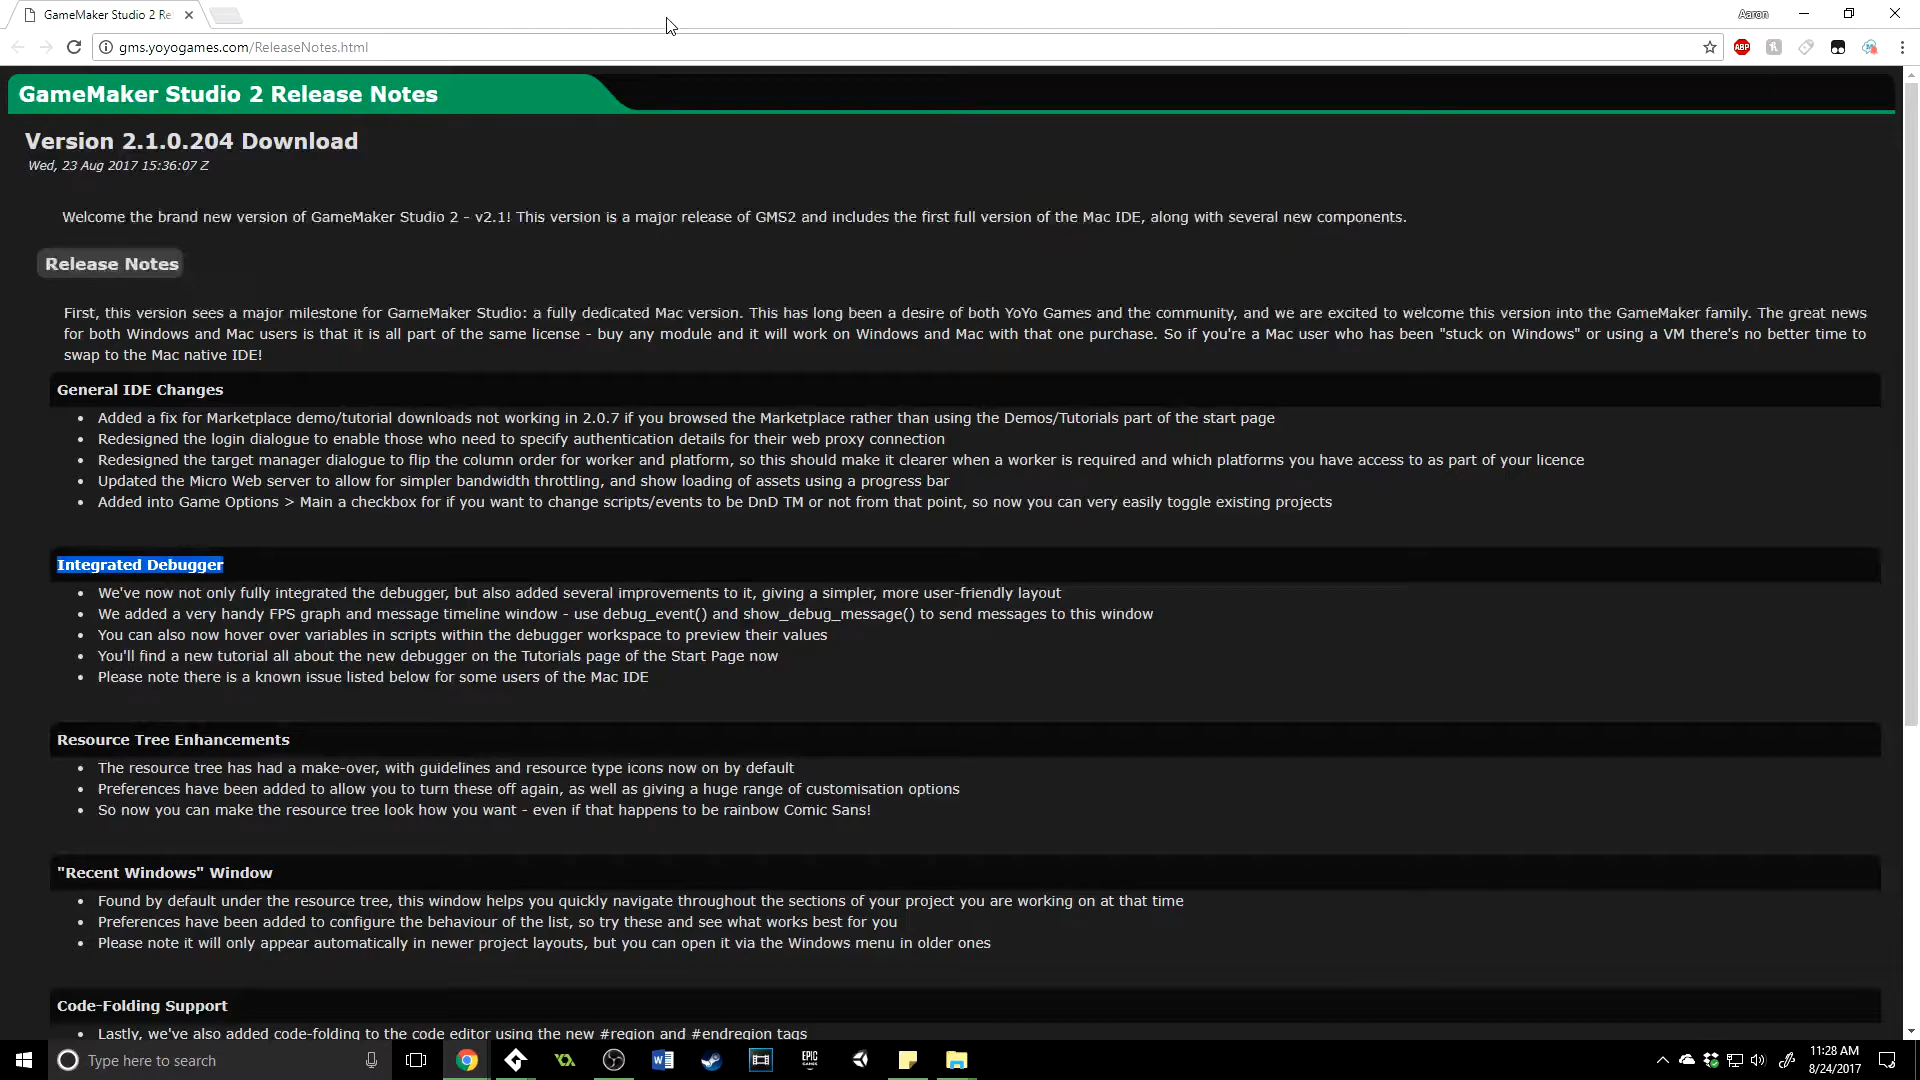 GameMaker Studio 2 Re
Aaron
gms.yoyogames.com/ReleaseNotes.html
ABP
GameMaker Studio 2 Release Notes
Version 2.1.0.204 Download
Wed, 23 Aug 2017 15:36:07 Z
Welcome the brand new version of GameMaker Studio 2 - v2.1! This version is a major release of GMS2 and includes the first full version of the Mac IDE, along with several new components.
Release Notes
First, this version sees a major milestone for GameMaker Studio: a fully dedicated Mac version. This has long been a desire of both YoYo Games and the community, and we are excited to welcome this version into the GameMaker family. The great news
for both Windows and Mac users is that it is all part of the same license - buy any module and it will work on Windows and Mac with that one purchase. So if you're a Mac user who has been "stuck on Windows" or using a VM there's no better time to
swap to the Mac native IDE!
General IDE Changes
• Added a fix for Marketplace demo/tutorial downloads not working in 2.0.7 if you browsed the Marketplace rather than using the Demos/Tutorials part of the start page
• Redesigned the login dialogue to enable those who need to specify authentication details for their web proxy connection
• Redesigned the target manager dialogue to flip the column order for worker and platform, so this should make it clearer when a worker is required and which platforms you have access to as part of your licence
• Updated the Micro Web server to allow for simpler bandwidth throttling, and show loading of assets using a progress bar
• Added into Game Options > Main a checkbox for if you want to change scripts/events to be DnD TM or not from that point, so now you can very easily toggle existing projects
Integrated Debugger
• We've now not only fully integrated the debugger, but also added several improvements to it, giving a simpler, more user-friendly layout
• We added a very handy FPS graph and message timeline window - use debug_event() and show_debug_message() to send messages to this window
• You can also now hover over variables in scripts within the debugger workspace to preview their values
• You'll find a new tutorial all about the new debugger on the Tutorials page of the Start Page now
• Please note there is a known issue listed below for some users of the Mac IDE
Resource Tree Enhancements
• The resource tree has had a make-over, with guidelines and resource type icons now on by default
• Preferences have been added to allow you to turn these off again, as well as giving a huge range of customisation options
• So now you can make the resource tree look how you want - even if that happens to be rainbow Comic Sans!
"Recent Windows" Window
• Found by default under the resource tree, this window helps you quickly navigate throughout the sections of your project you are working on at that time
• Preferences have been added to configure the behaviour of the list, so try these and see what works best for you
• Please note it will only appear automatically in newer project layouts, but you can open it via the Windows menu in older ones
Code-Folding Support
• Lastly, we've also added code-folding to the code editor using the new #region and #endregion tags
Type here to search
EPIC
GAMES
11:28 AM
8/24/2017